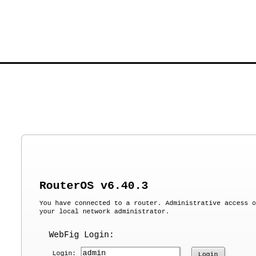 RouterOS v6.40.3
You have connected to a router. Administrative access
your local network administrator.
WebFig Login:
Login: admin Login